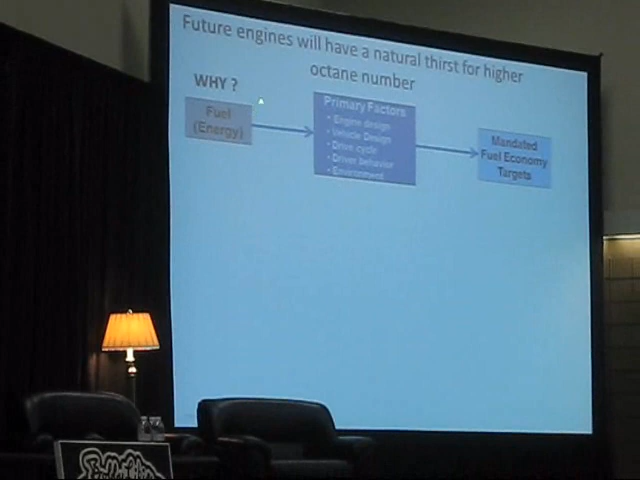 Future engines will have a natural thirst for higher
octane number
WHY ?
Fuel
(Energy)
Primary Factors
• Engine design
• Vehicle Design
• Drive cycle
• Driver behavior
• Environment
Mandated
Fuel Economy
Targets